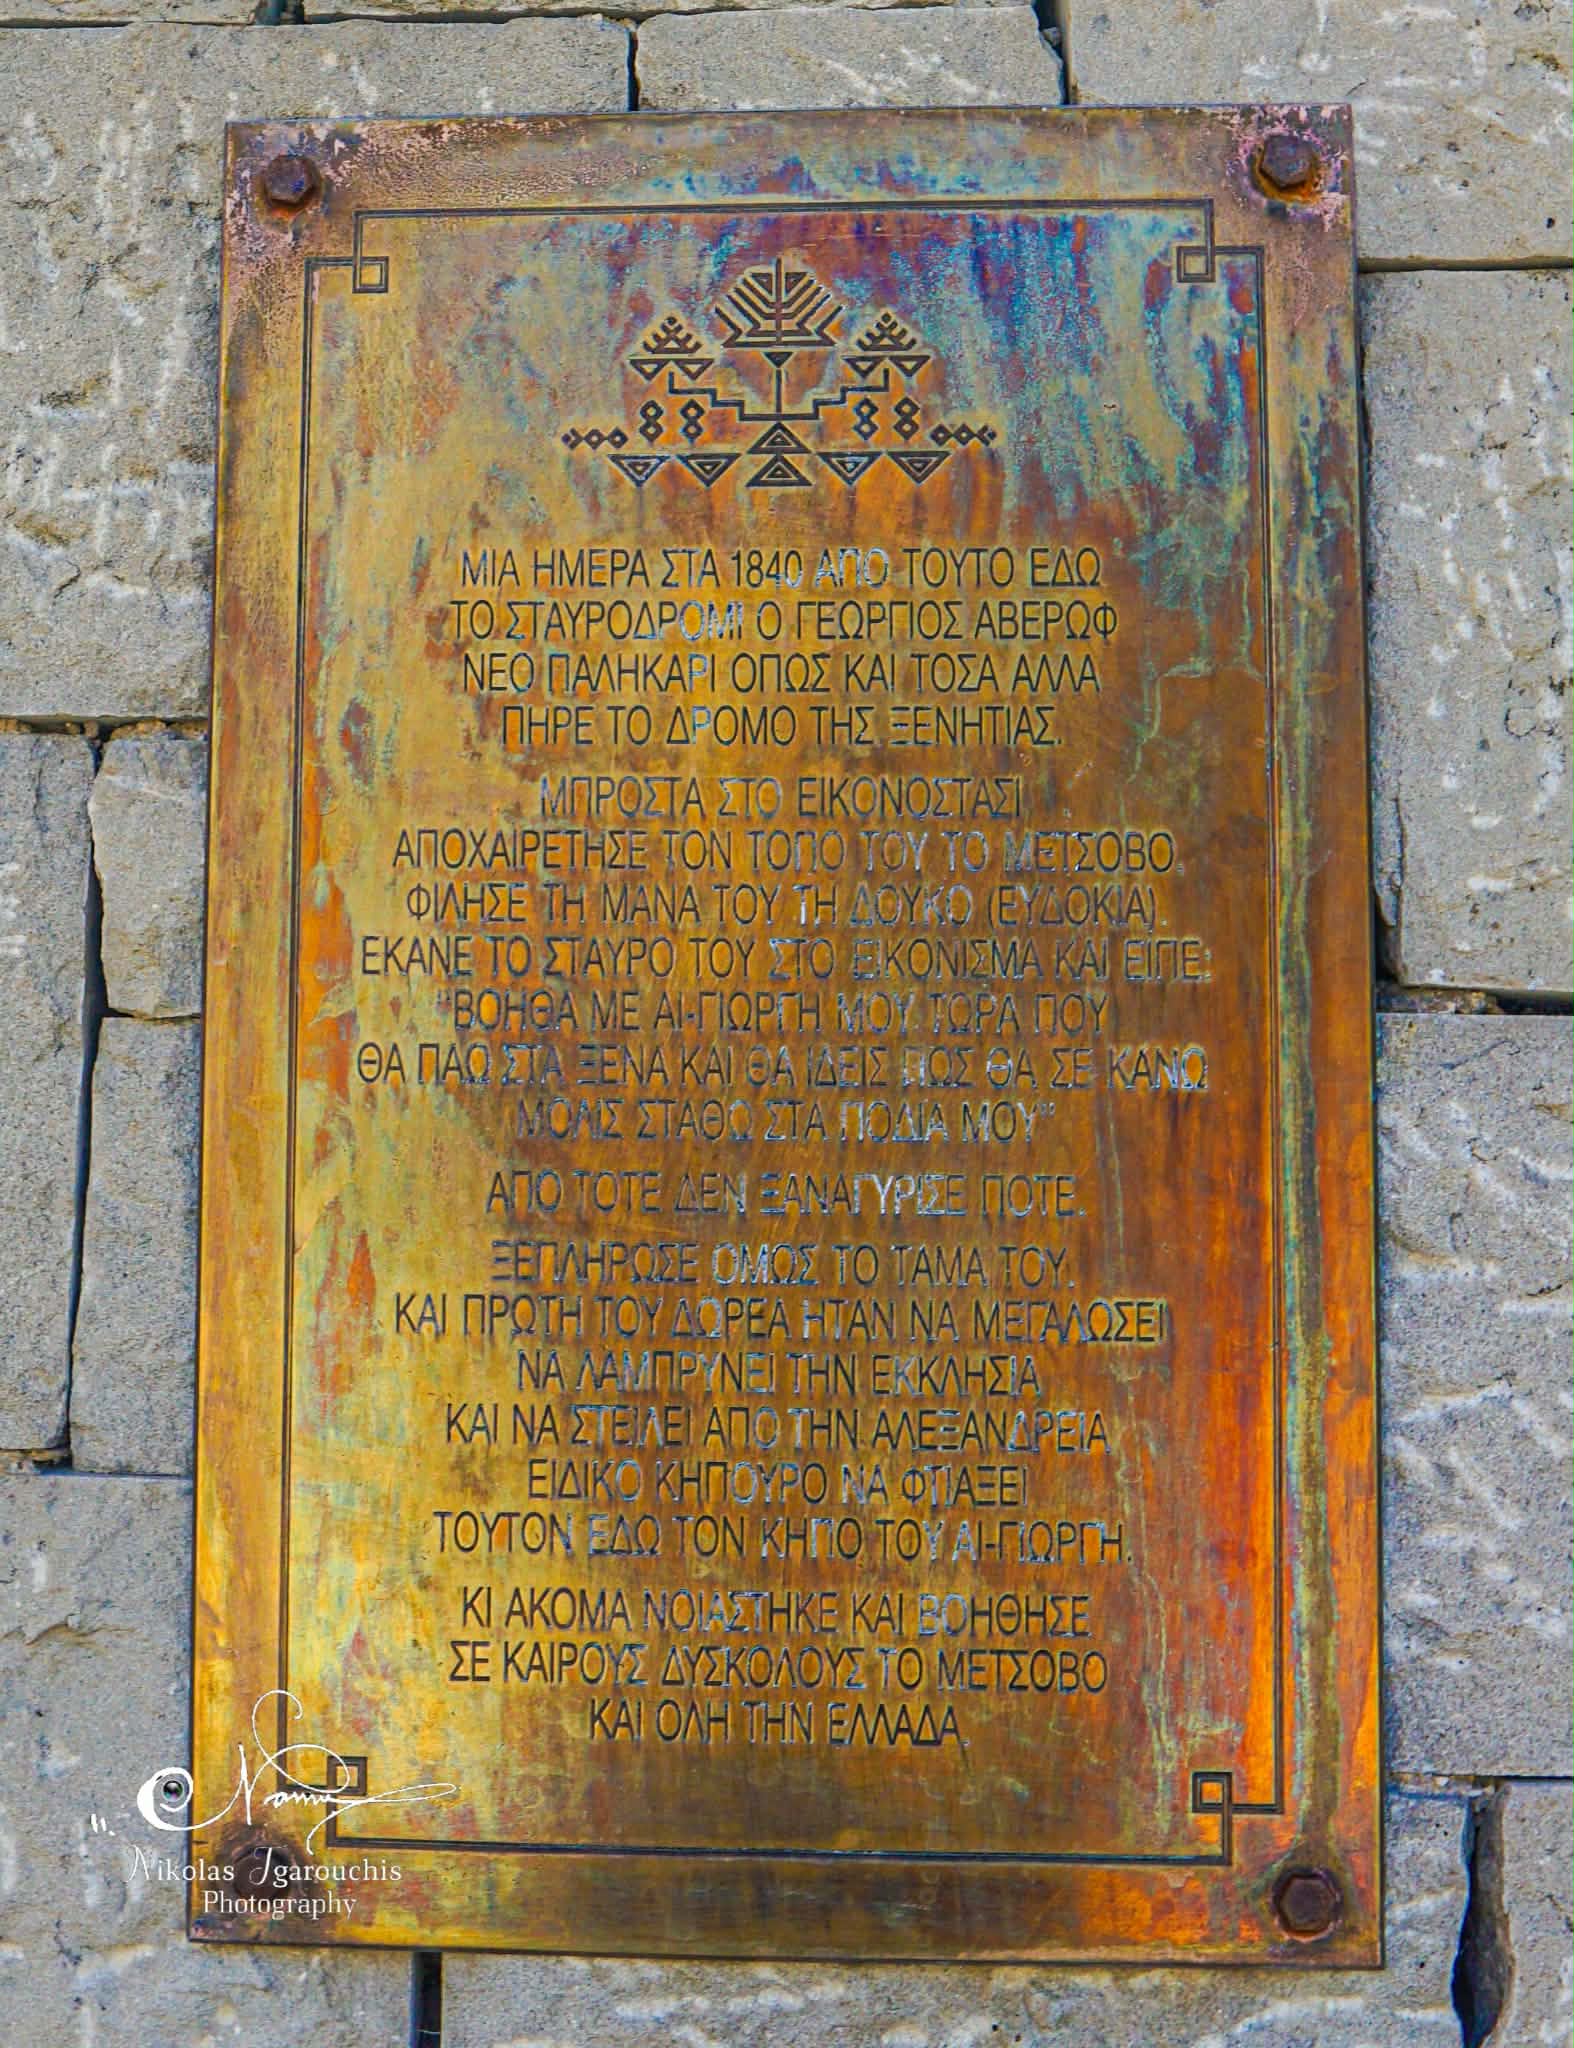 ΜΙΑ ΗΜΕΡΑ ΣΤΑ 1840 ΑΠΟ ΤΟΥΤΟ ΕΔΩ
ΤΟ ΣΤΑΥΡΟΔΡΟΜΙ Ο ΓΕΩΡΓΙΟΣ ΑΒΕΡΩΦ
ΝΕΟ ΠΑΛΗΚΑΡΙ ΟΠΩΣ ΚΑΙ ΤΟΣΑ ΑΛΛΑ
ΠΗΡΕ ΤΟ ΔΡΟΜΟ ΤΗΣ ΞΕΝΗΤΙΑΣ.
ΜΠΡΟΣΤΑ ΣΤΟ ΕΙΚΟΝΟΣΤΑΣΙ
ΑΠΟΧΑΙΡΕΤΗΣΕ ΤΟΝ ΤΟΠΟ ΤΟΥ ΤΟ ΜΕΤΣΟΒΟ,
ΦΙΛΗΣΕ ΤΗ ΜΑΝΑ ΤΟΥ ΤΗ ΔΟΥΚΟ (ΕΥΔΟΚΙΑ).
ΕΚΑΝΕ ΤΟ ΣΤΑΥΡΟ ΤΟΥ ΣΤΟ ΕΙΚΟΝΙΣΜΑ ΚΑΙ ΕΙΠΕ:
"ΒΟΗΘΑ ΜΕ ΑΙ-ΓΙΩΡΓΗ ΜΟΥ ΤΩΡΑ ΠΟΥ
ΘΑ ΠΑΩ ΣΤΑ ΞΕΝΑ ΚΑΙ ΘΑ ΙΔΕΙΣ ΠΩΣ ΘΑ ΣΕ ΚΑΝΩ
ΜΟΛΙΣ ΣΤΑΘΩ ΣΤΑ ΠΟΔΙΑ ΜΟΥ"
ΑΠΟ ΤΟΤΕ ΔΕΝ ΞΑΝΑΓΥΡΙΣΕ ΠΟΤΕ.
ΞΕΠΛΗΡΩΣΕ ΟΜΩΣ ΤΟ ΤΑΜΑ ΤΟΥ.
ΚΑΙ ΠΡΩΤΗ ΤΟΥ ΔΩΡΕΑ ΗΤΑΝ ΝΑ ΜΕΓΑΛΩΣΕΙ
ΝΑ ΛΑΜΠΡΥΝΕΙ ΤΗΝ ΕΚΚΛΗΣΙΑ
ΚΑΙ ΝΑ ΣΤΕΙΛΕΙ ΑΠΟ ΤΗΝ ΑΛΕΞΑΝΔΡΕΙΑ
ΕΙΔΙΚΟ ΚΗΠΟΥΡΟ ΝΑ ΦΤΙΑΞΕΙ
ΤΟΥΤΟΝ ΕΔΩ ΤΟΝ ΚΗΠΟ ΤΟΥ ΑΙ-ΓΙΩΡΓΗ.
ΚΙ ΑΚΟΜΑ ΝΟΙΑΣΤΗΚΕ ΚΑΙ ΒΟΗΘΗΣΕ
ΣΕ ΚΑΙΡΟΥΣ ΔΥΣΚΟΛΟΥΣ ΤΟ ΜΕΤΣΟΒΟ
ΚΑΙ ΟΛΗ ΤΗΝ ΕΛΛΑΔΑ.
Nikolas Tgarouchis
Photography